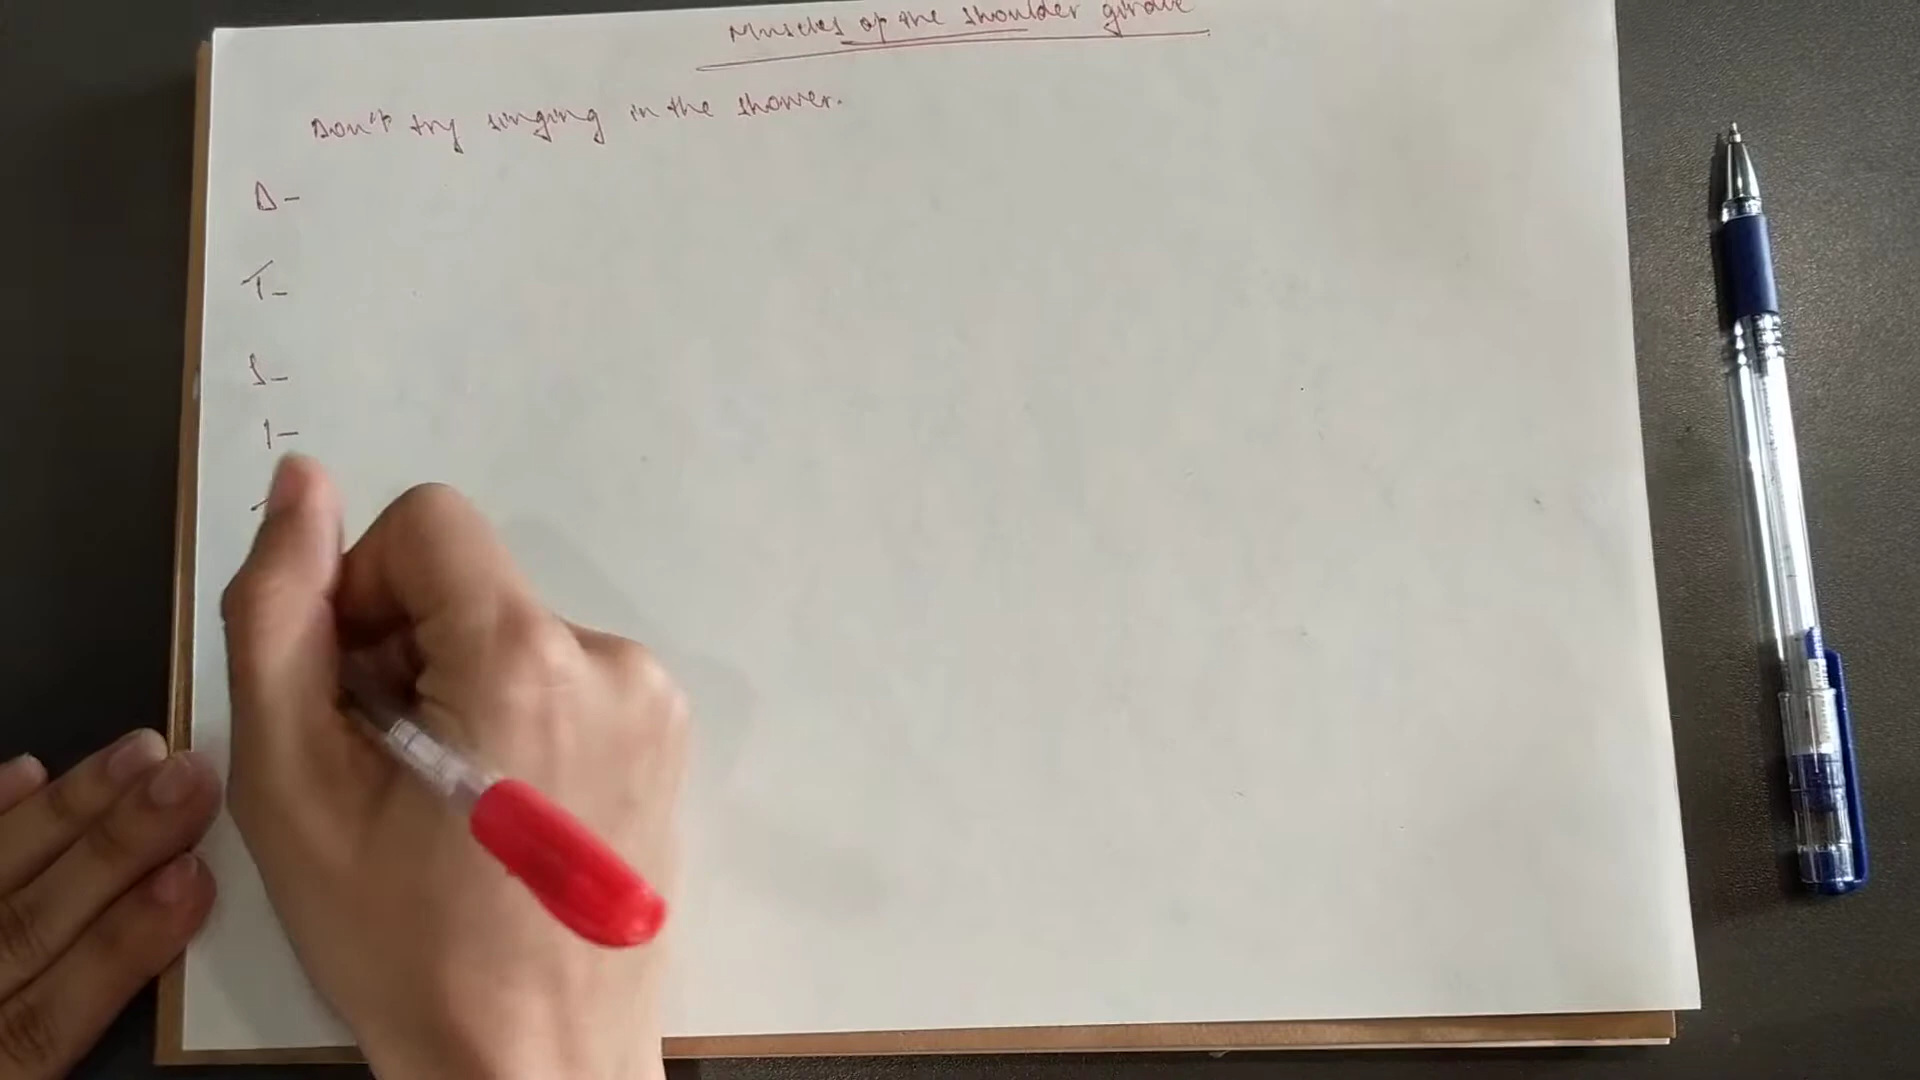 Muscles of the shoulder girdle
Don't try singing in the shower.
D-
T-
S-
I-